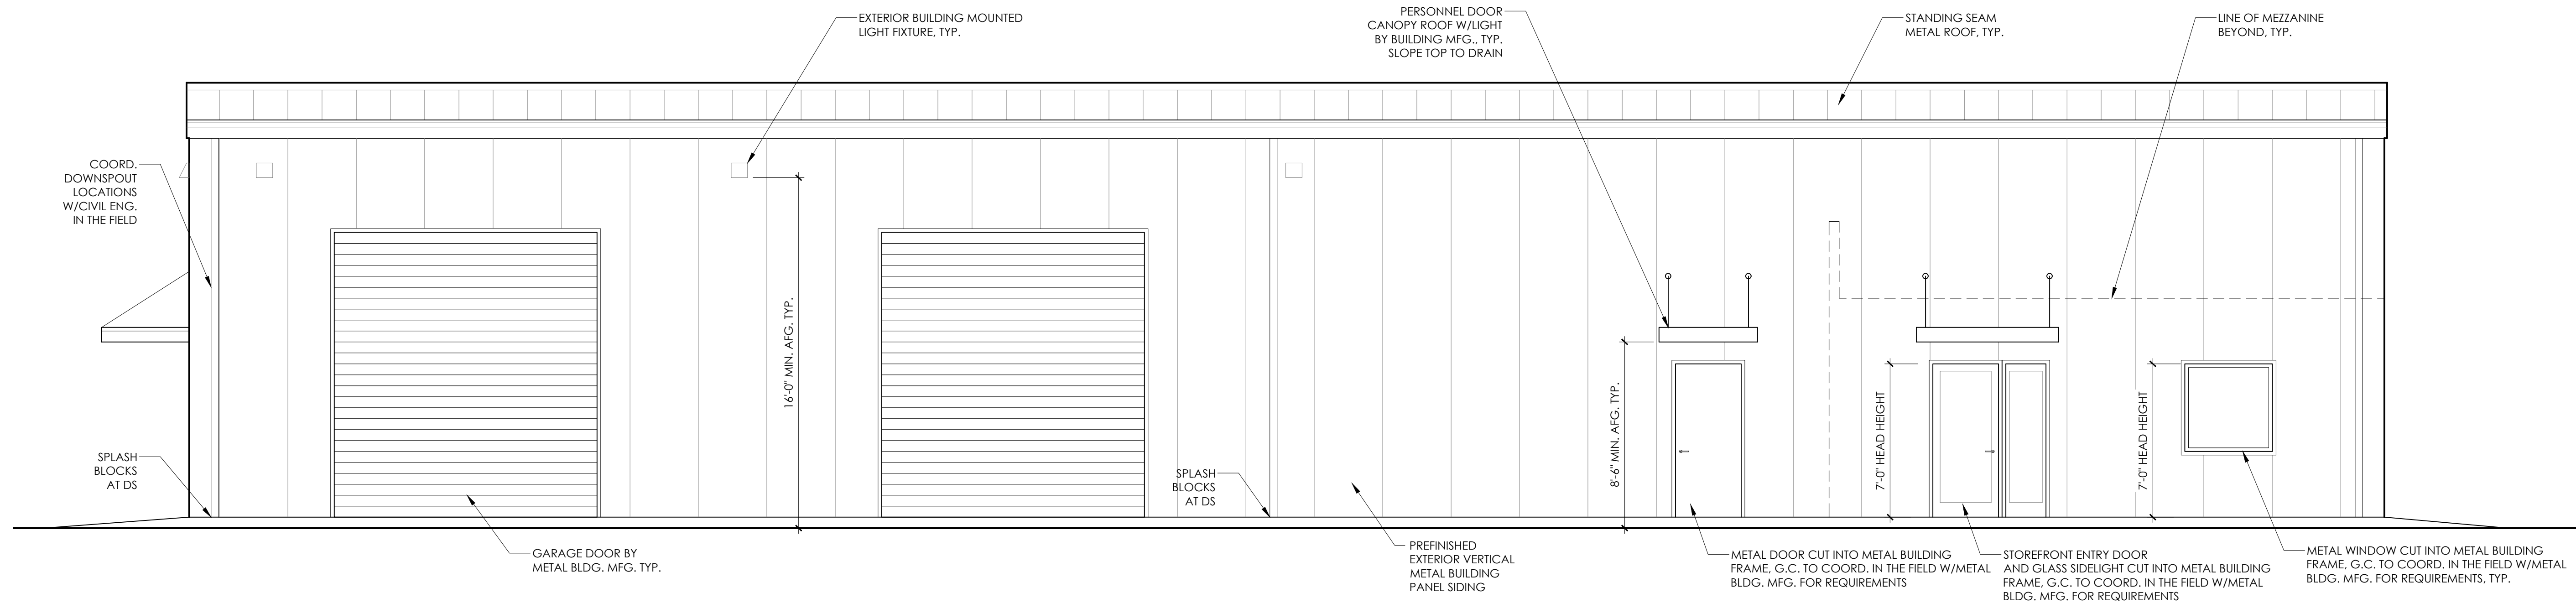 EXTERIOR BUILDING MOUNTED
LIGHT FIXTURE, TYP.
PERSONNEL DOOR
CANOPY ROOF W/LIGHT
BY BUILDING MFG., TYP.
SLOPE TOP TO DRAIN
STANDING SEAM
METAL ROOF, TYP.
LINE OF MEZZANINE
BEYOND, TYP.
COORD.
DOWNSPOUT
LOCATIONS
W/CIVIL ENG.
IN THE FIELD
16'-0" MIN. AFG. TYP.
8'-6" MIN. AFG. TYP.
7'-0" HEAD HEIGHT
7'-0" HEAD HEIGHT
SPLASH
BLOCKS
AT DS
SPLASH
BLOCKS
AT DS
GARAGE DOOR BY
METAL BLDG. MFG. TYP.
PREFINISHED
EXTERIOR VERTICAL
METAL BUILDING
PANEL SIDING
METAL DOOR CUT INTO METAL BUILDING
FRAME, G.C. TO COORD. IN THE FIELD W/METAL
BLDG. MFG. FOR REQUIREMENTS
STOREFRONT ENTRY DOOR
AND GLASS SIDELIGHT CUT INTO METAL BUILDING
FRAME, G.C. TO COORD. IN THE FIELD W/METAL
BLDG. MFG. FOR REQUIREMENTS
METAL WINDOW CUT INTO METAL BUILDING
FRAME, G.C. TO COORD. IN THE FIELD W/METAL
BLDG. MFG. FOR REQUIREMENTS, TYP.